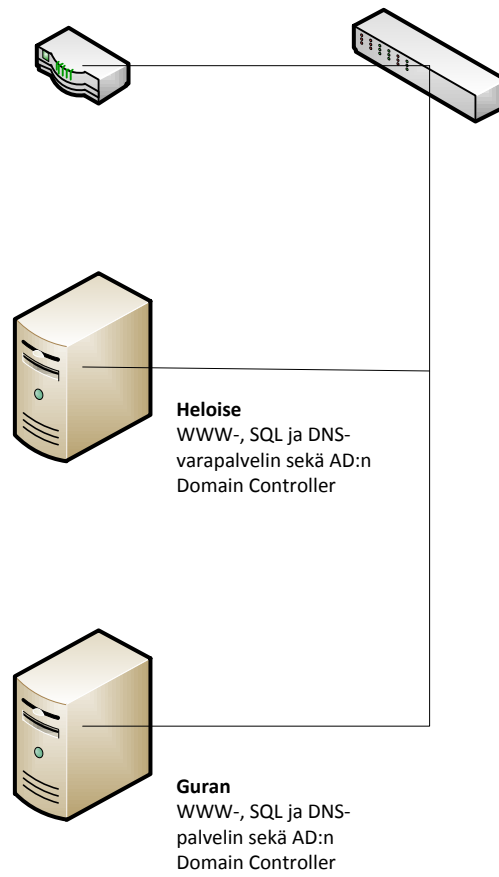 Heloise
WWW-, SQL ja DNS-
varapalvelin sekä AD:n
Domain Controller
Guran
WWW-, SQL ja DNS-
palvelin sekä AD:n
Domain Controller